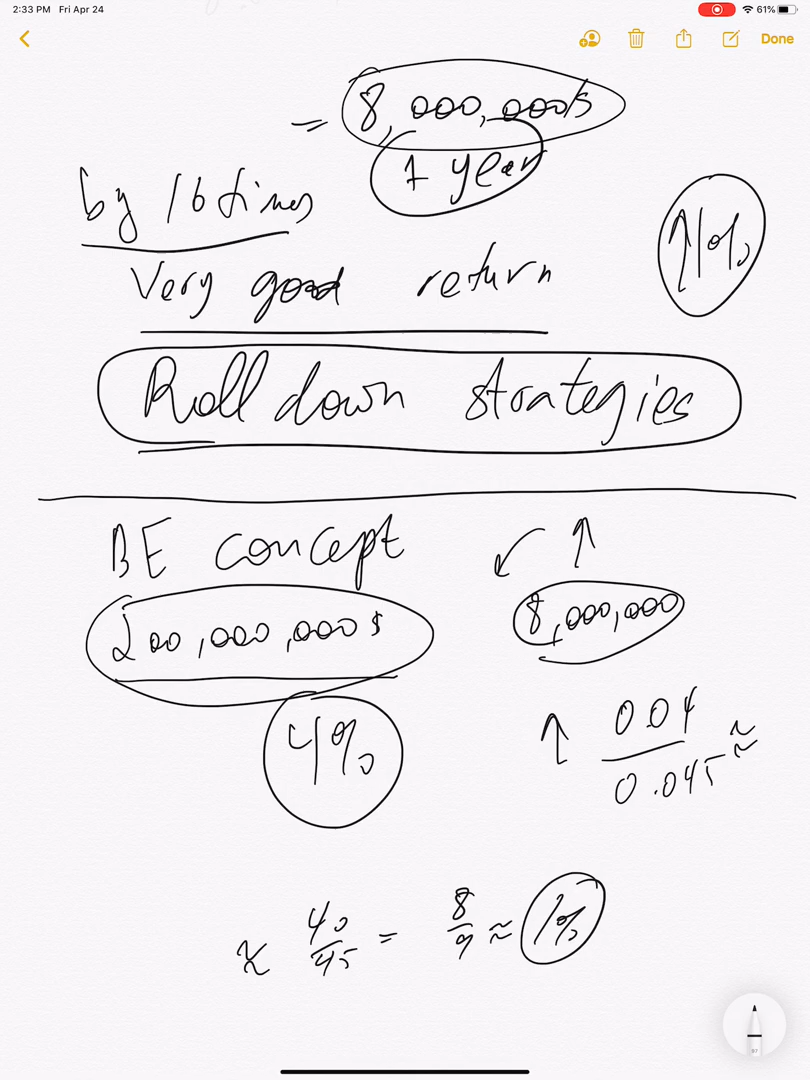 2:33 PM Fri Apr 24 61%
Done
= 8,000,000$
1 year
by 16 times
↑1%
Very good return
Roll down strategies
BE concept ↙ ↑
200,000,000$ 8,000,000
4% ↑ 0.04/0.045 ≈
≈ 40/45 = 8/9 ≈ 1%
97